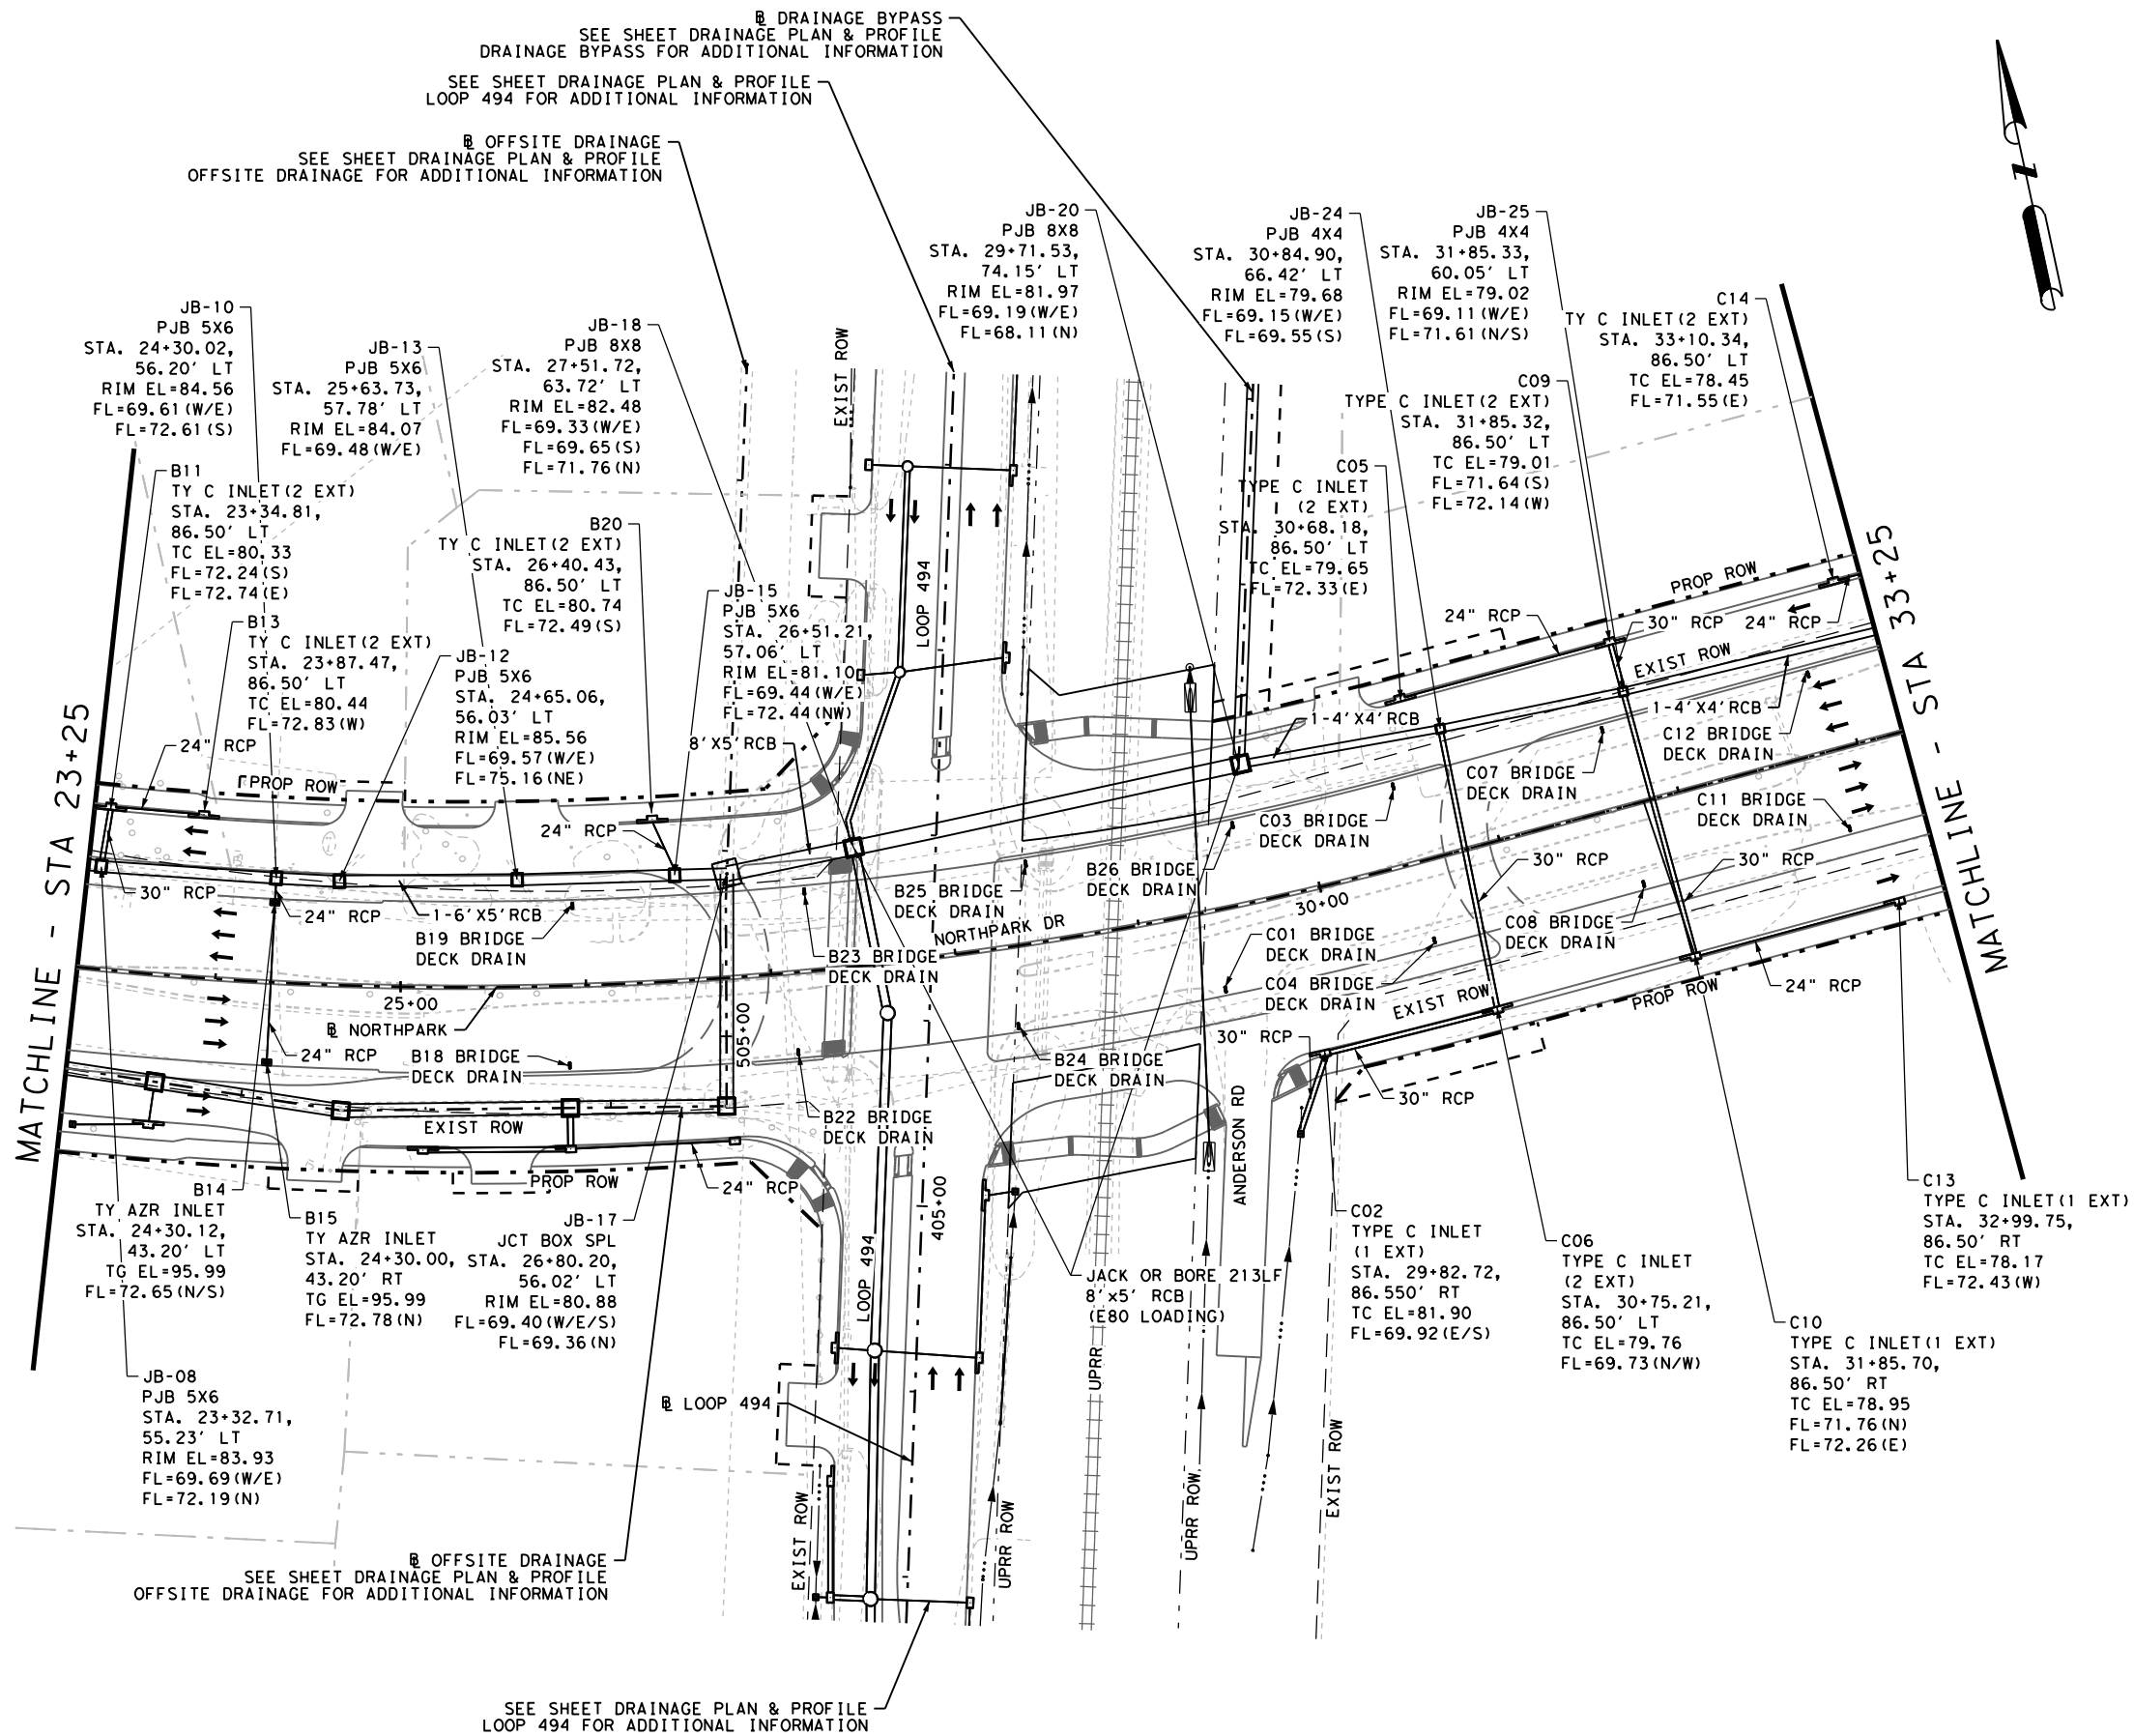 ℄ DRAINAGE BYPASS
SEE SHEET DRAINAGE PLAN & PROFILE
DRAINAGE BYPASS FOR ADDITIONAL INFORMATION
SEE SHEET DRAINAGE PLAN & PROFILE
LOOP 494 FOR ADDITIONAL INFORMATION
OFFSITE DRAINAGE
SEE SHEET DRAINAGE PLAN & PROFILE
OFFSITE DRAINAGE FOR ADDITIONAL INFORMATION
Z
JB-20
PJB 8X8
STA. 29+71.53,
74.15' LT
RIM EL=81.97
FL=69.19(W/E)
FL=68.11(N)
JB-24
PJB 4X4
STA. 30+84.90,
66.42' LT
RIM EL=79.68
FL=69.15(W/E)
FL=69.55(S)
JB-25
PJB 4X4
STA. 31+85.33,
60.05' LT
RIM EL=79.02
FL=69.11(W/E)
FL=71.61(N/S)
C14
TY C INLET(2 EXT)
STA. 33+10.34,
86.50' LT
TC EL=78.45
FL=71.55(E)
JB-10
PJB 5X6
STA. 24+30.02,
56.20' LT
RIM EL=84.56
FL=69.61(W/E)
FL=72.61(S)
JB-13
PJB 5X6
STA. 25+63.73,
57.78' LT
RIM EL=84.07
FL=69.48(W/E)
JB-18
PJB 8X8
STA. 27+51.72,
63.72' LT
RIM EL=82.48
FL=69.33(W/E)
FL=69.65(S)
FL=71.76(N)
EXIST ROW
C09
TYPE C INLET(2 EXT)
STA. 31+85.32,
86.50' LT
TC EL=79.01
FL=71.64(S)
FL=72.14(W)
C05
TYPE C INLET
(2 EXT)
STA. 30+68.18,
86.50' LT
TC EL=79.65
FL=72.33(E)
B11
TY C INLET(2 EXT)
STA. 23+34.81,
86.50' LT
TC EL=80.33
FL=72.24(S)
FL=72.74(E)
B20
TY C INLET(2 EXT)
STA. 26+40.43,
86.50' LT
TC EL=80.74
FL=72.49(S)
JB-15
PJB 5X6
STA. 26+51.21,
57.06' LT
RIM EL=81.10
FL=69.44(W/E)
FL=72.44(NW)
LOOP 494
B13
TY C INLET(2 EXT)
STA. 23+87.47,
86.50' LT
TC EL=80.44
FL=72.83(W)
JB-12
PJB 5X6
STA. 24+65.06,
56.03' LT
RIM EL=85.56
FL=69.57(W/E)
FL=75.16(NE)
PROP ROW
24" RCP
30" RCP
24" RCP
EXIST ROW
MATCHLINE - STA 33+25
MATCHLINE - STA 23+25
24" RCP
PROP ROW
8'X5'RCB
1-4'X4'RCB
1-4'X4'RCB
C12 BRIDGE
DECK DRAIN
C07 BRIDGE
DECK DRAIN
C11 BRIDGE
DECK DRAIN
C03 BRIDGE
DECK DRAIN
24" RCP
30" RCP
24" RCP
1-6'X5'RCB
B19 BRIDGE
DECK DRAIN
B25 BRIDGE
DECK DRAIN
B26 BRIDGE
DECK DRAIN
30" RCP
30" RCP
NORTHPARK DR
30+00
C08 BRIDGE
DECK DRAIN
C01 BRIDGE
DECK DRAIN
B23 BRIDGE
DECK DRAIN
C04 BRIDGE
DECK DRAIN
EXIST ROW
PROP ROW
24" RCP
25+00
NORTHPARK
24" RCP
B18 BRIDGE
DECK DRAIN
505+00
30" RCP
B24 BRIDGE
DECK DRAIN
ANDERSON RD
30" RCP
B22 BRIDGE
DECK DRAIN
EXIST ROW
PROP ROW
24" RCP
B14
TY AZR INLET
STA. 24+30.12,
43.20' LT
TG EL=95.99
FL=72.65(N/S)
B15
TY AZR INLET
STA. 24+30.00,
43.20' RT
TG EL=95.99
FL=72.78(N)
JB-17
JCT BOX SPL
STA. 26+80.20,
56.02' LT
RIM EL=80.88
FL=69.40(W/E/S)
FL=69.36(N)
405+00
LOOP 494
JACK OR BORE 213LF
8'x5' RCB
(E80 LOADING)
C02
TYPE C INLET
(1 EXT)
STA. 29+82.72,
86.550' RT
TC EL=81.90
FL=69.92(E/S)
C06
TYPE C INLET
(2 EXT)
STA. 30+75.21,
86.50' LT
TC EL=79.76
FL=69.73(N/W)
C13
TYPE C INLET(1 EXT)
STA. 32+99.75,
86.50' RT
TC EL=78.17
FL=72.43(W)
C10
TYPE C INLET(1 EXT)
STA. 31+85.70,
86.50' RT
TC EL=78.95
FL=71.76(N)
FL=72.26(E)
JB-08
PJB 5X6
STA. 23+32.71,
55.23' LT
RIM EL=83.93
FL=69.69(W/E)
FL=72.19(N)
LOOP 494
UPRR
EXIST ROW
UPRR ROW
UPRR ROW
EXIST ROW
OFFSITE DRAINAGE
SEE SHEET DRAINAGE PLAN & PROFILE
OFFSITE DRAINAGE FOR ADDITIONAL INFORMATION
SEE SHEET DRAINAGE PLAN & PROFILE
LOOP 494 FOR ADDITIONAL INFORMATION